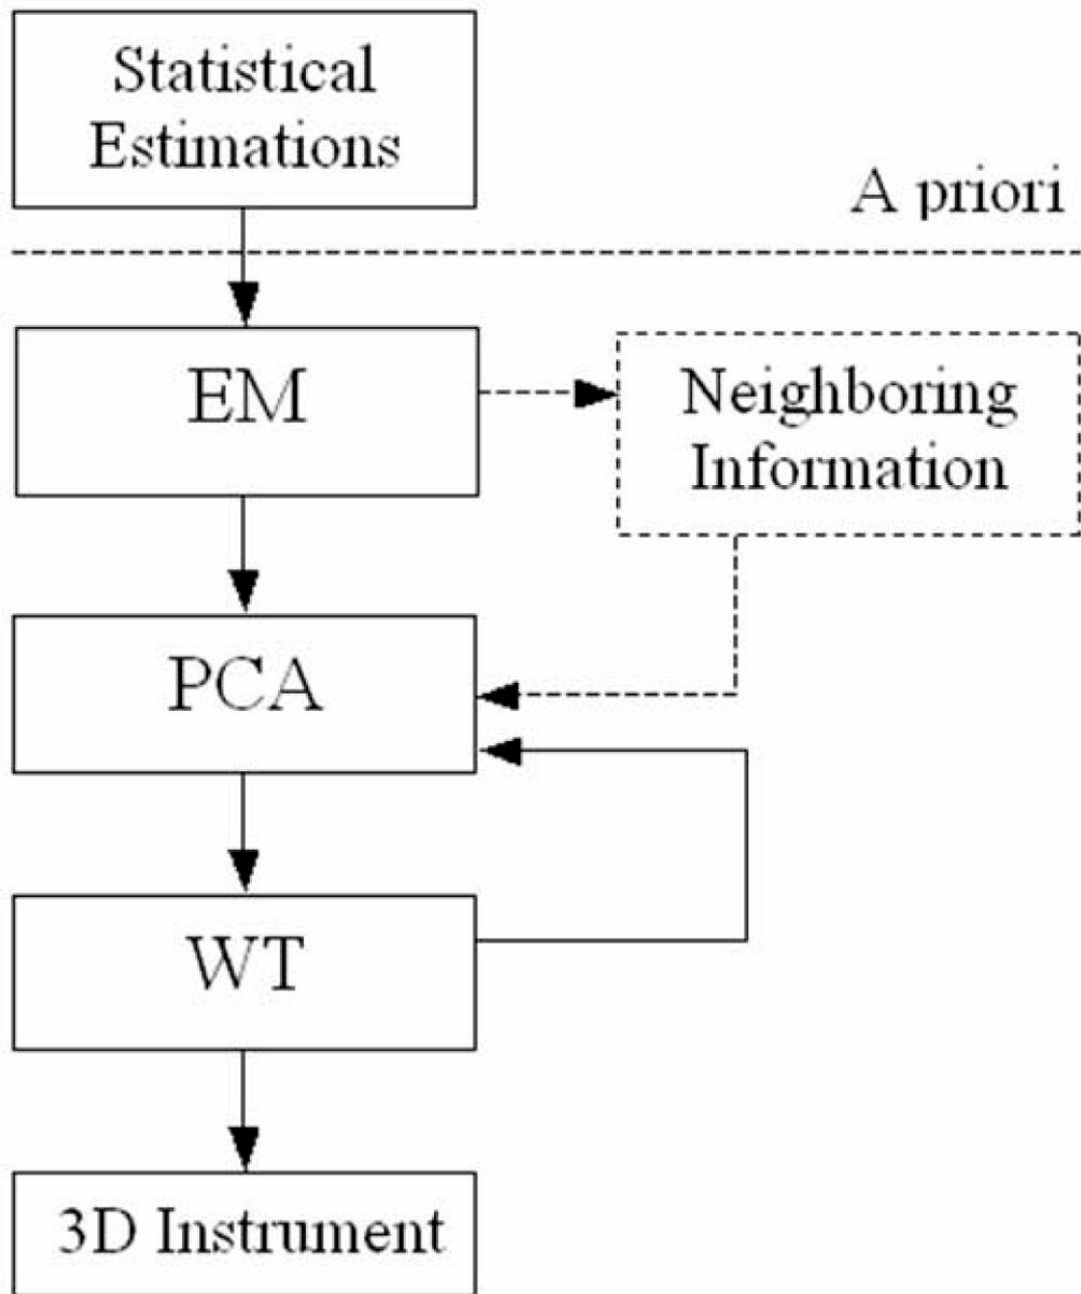 Statistical
Estimations
A priori
EM
Neighboring
Information
PCA
WT
3D Instrument